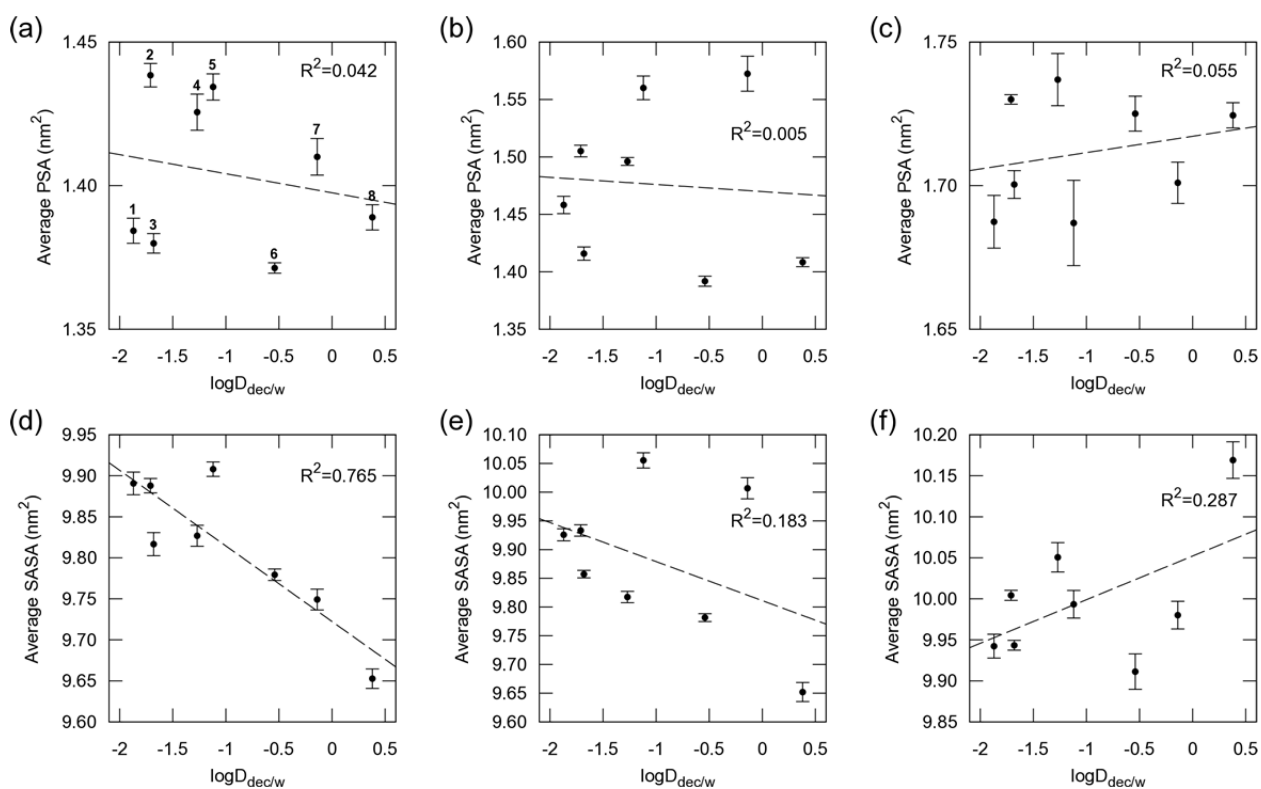 (a)
1.45
1.40
1.35
Average PSA (nm²)
R²=0.042
1
2
3
4
5
6
7
8
-2 -1.5 -1 -0.5 0 0.5
logD_dec/w
(b)
1.60
1.55
1.50
1.45
1.40
1.35
Average PSA (nm²)
R²=0.005
-2 -1.5 -1 -0.5 0 0.5
logD_dec/w
(c)
1.75
1.70
1.65
Average PSA (nm²)
R²=0.055
-2 -1.5 -1 -0.5 0 0.5
logD_dec/w
(d)
9.95
9.90
9.85
9.80
9.75
9.70
9.65
9.60
Average SASA (nm²)
R²=0.765
-2 -1.5 -1 -0.5 0 0.5
logD_dec/w
(e)
10.10
10.05
10.00
9.95
9.90
9.85
9.80
9.75
9.70
9.65
9.60
Average SASA (nm²)
R²=0.183
-2 -1.5 -1 -0.5 0 0.5
logD_dec/w
(f)
10.20
10.15
10.10
10.05
10.00
9.95
9.90
9.85
Average SASA (nm²)
R²=0.287
-2 -1.5 -1 -0.5 0 0.5
logD_dec/w